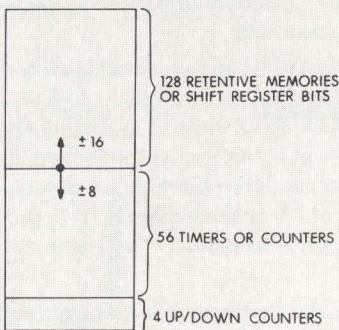 128 RETENTIVE MEMORIES
OR SHIFT REGISTER BITS
± 16
±8
56 TIMERS OR COUNTERS
4 UP/DOWN COUNTERS